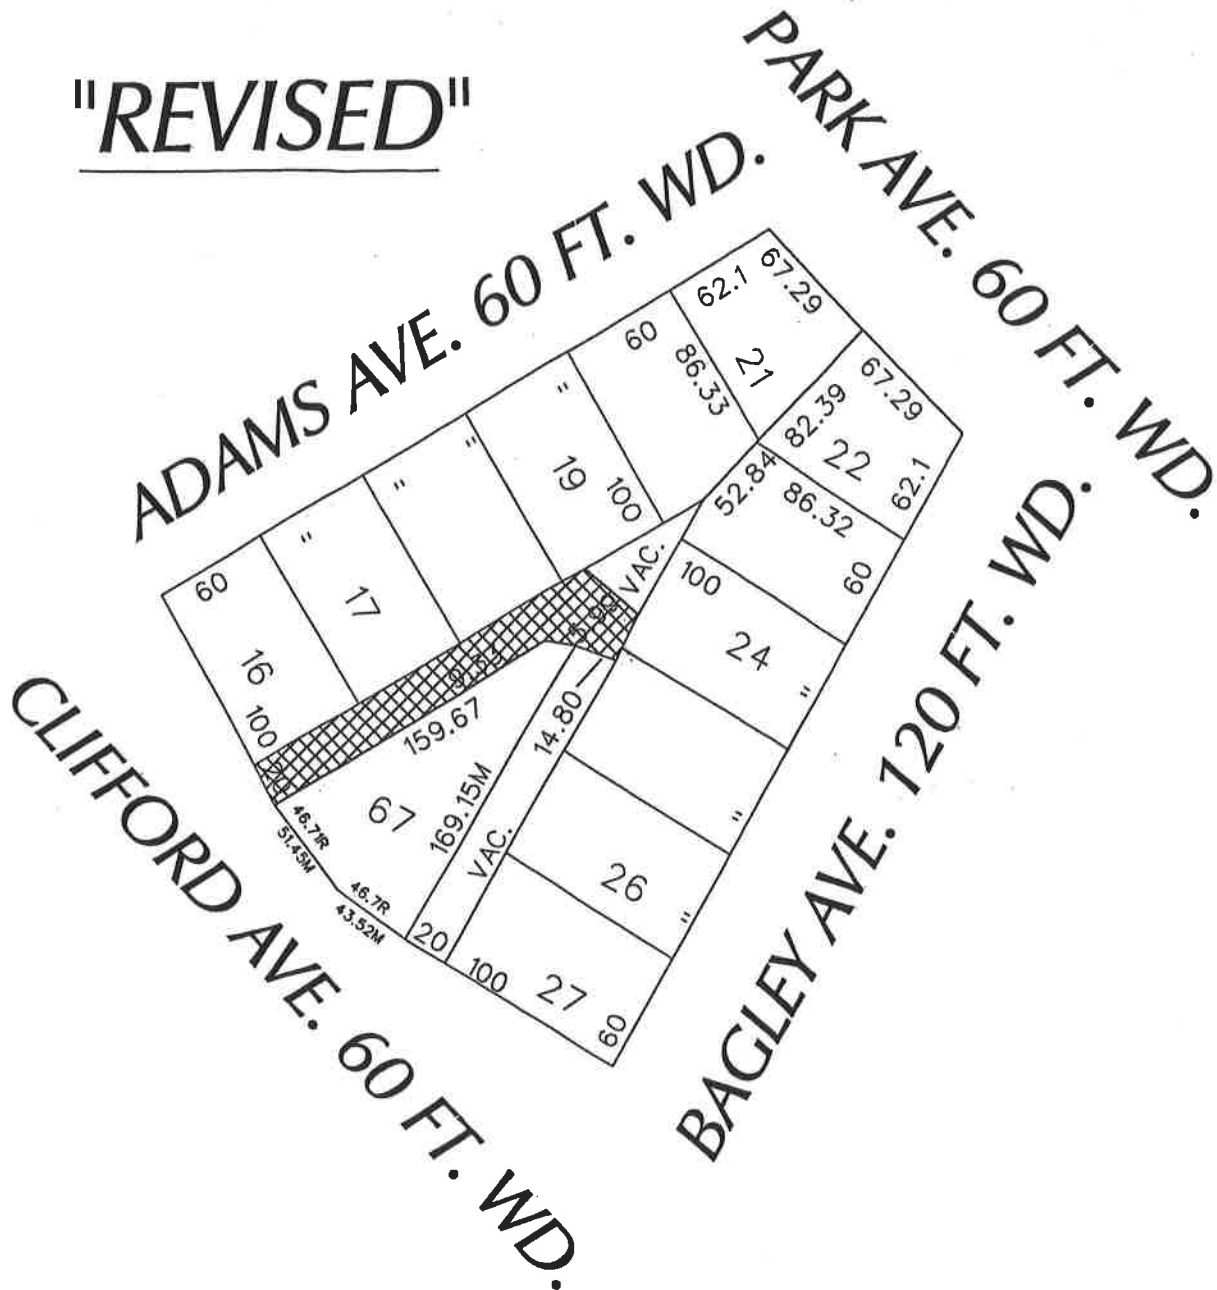 "REVISED"
PARK AVE. 60 FT. WD.
ADAMS AVE. 60 FT. WD.
62.1
67.29
60
86.33
21
"
"
19
100
"
"
60
17
16
100
67.29
82.39
22
62.1
52.84
86.32
60
VAC.
100
24
"
159.67
14.80
"
67
169.15M
VAC.
26
"
46.71R
51.45M
46.7R
43.52M
20
100
27
60
CLIFFORD AVE. 60 FT. WD.
BAGLEY AVE. 120 FT. WD.